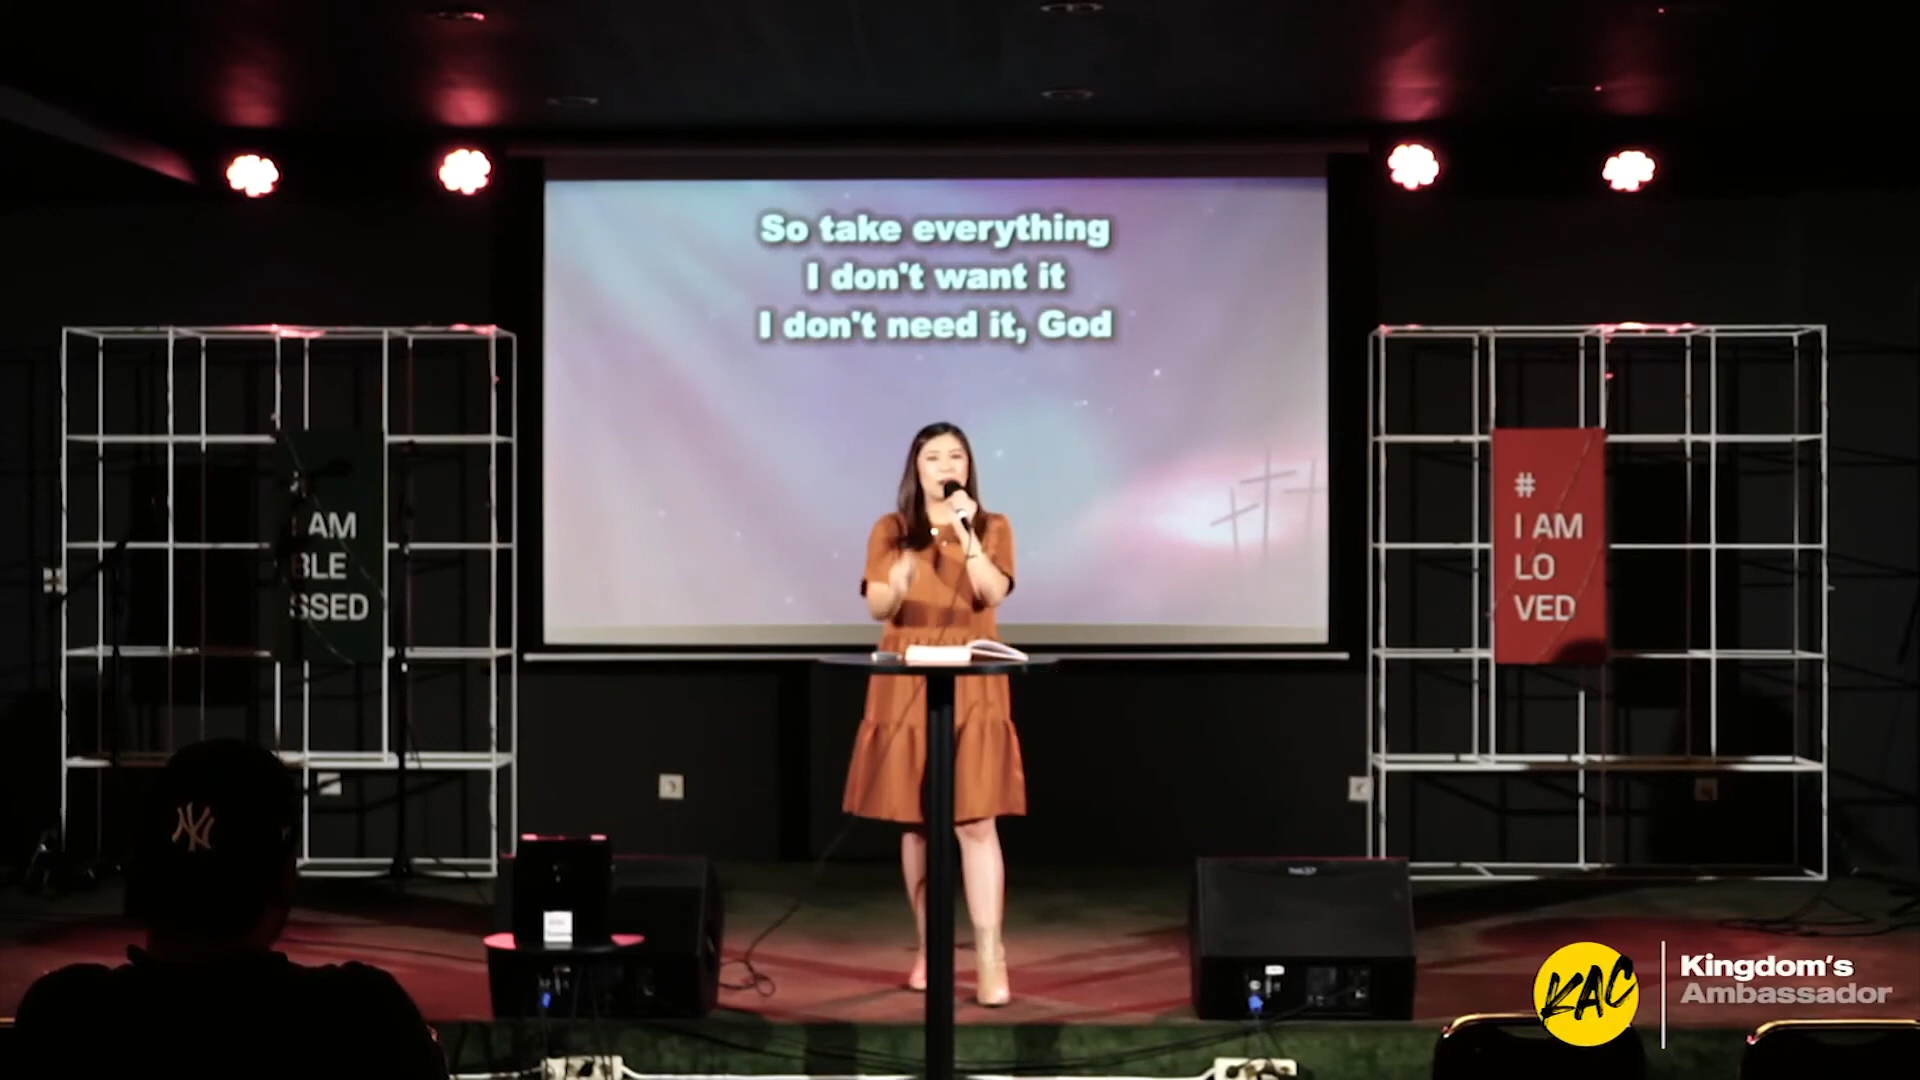 So take everything
I don't want it
I don't need it, God
I AM
BLE
SSED
#
I AM
LO
VED
NY
KAC
Kingdom's
Ambassador